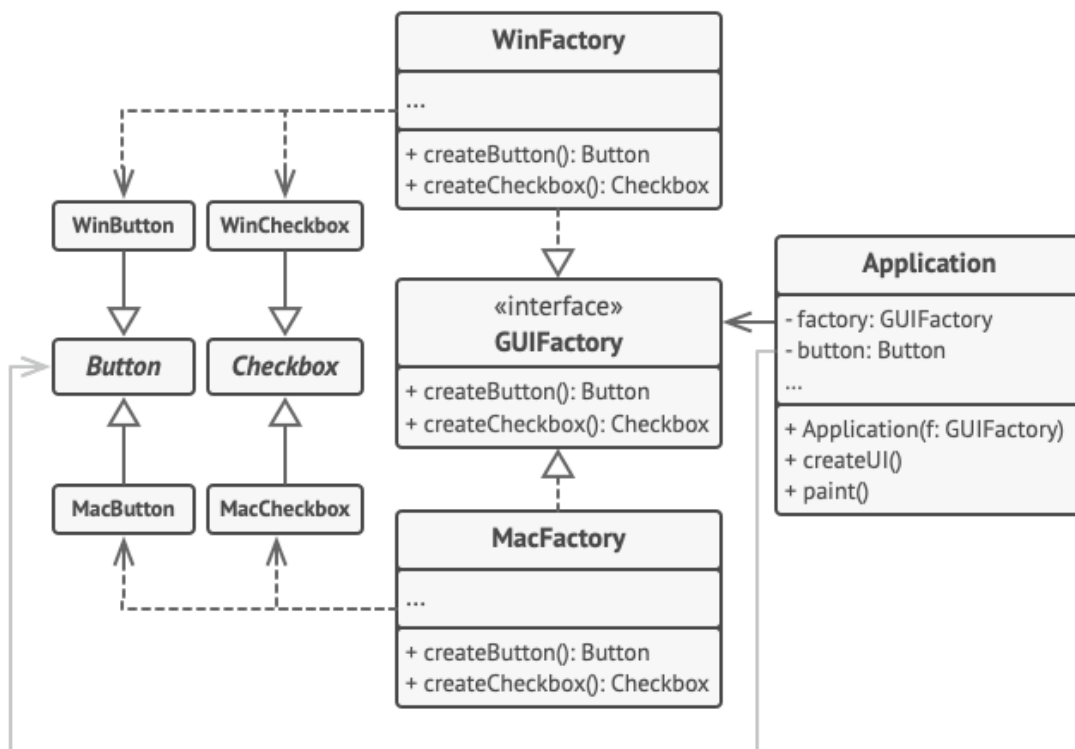 WinFactory
...
+ createButton(): Button
+ createCheckbox(): Checkbox
WinButton
WinCheckbox
Button
Checkbox
MacButton
MacCheckbox
«interface»
GUIFactory
+ createButton(): Button
+ createCheckbox(): Checkbox
MacFactory
...
+ createButton(): Button
+ createCheckbox(): Checkbox
Application
- factory: GUIFactory
- button: Button
...
+ Application(f: GUIFactory)
+ createUI()
+ paint()